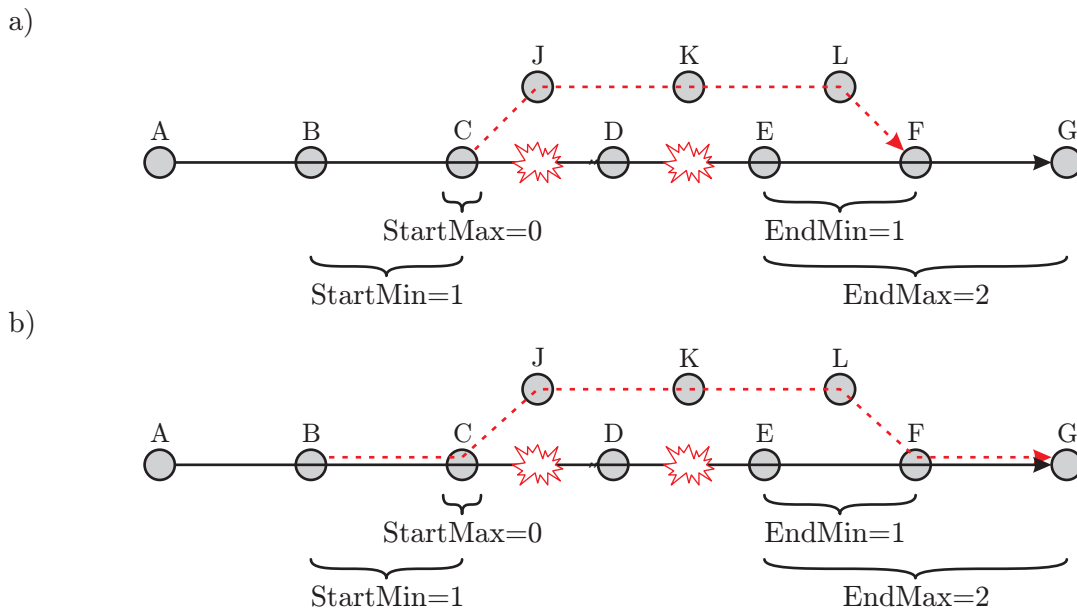 a)
J K L
A B C D E F G
StartMax=0 EndMin=1
StartMin=1 EndMax=2
b)
J K L
A B C D E F G
StartMax=0 EndMin=1
StartMin=1 EndMax=2